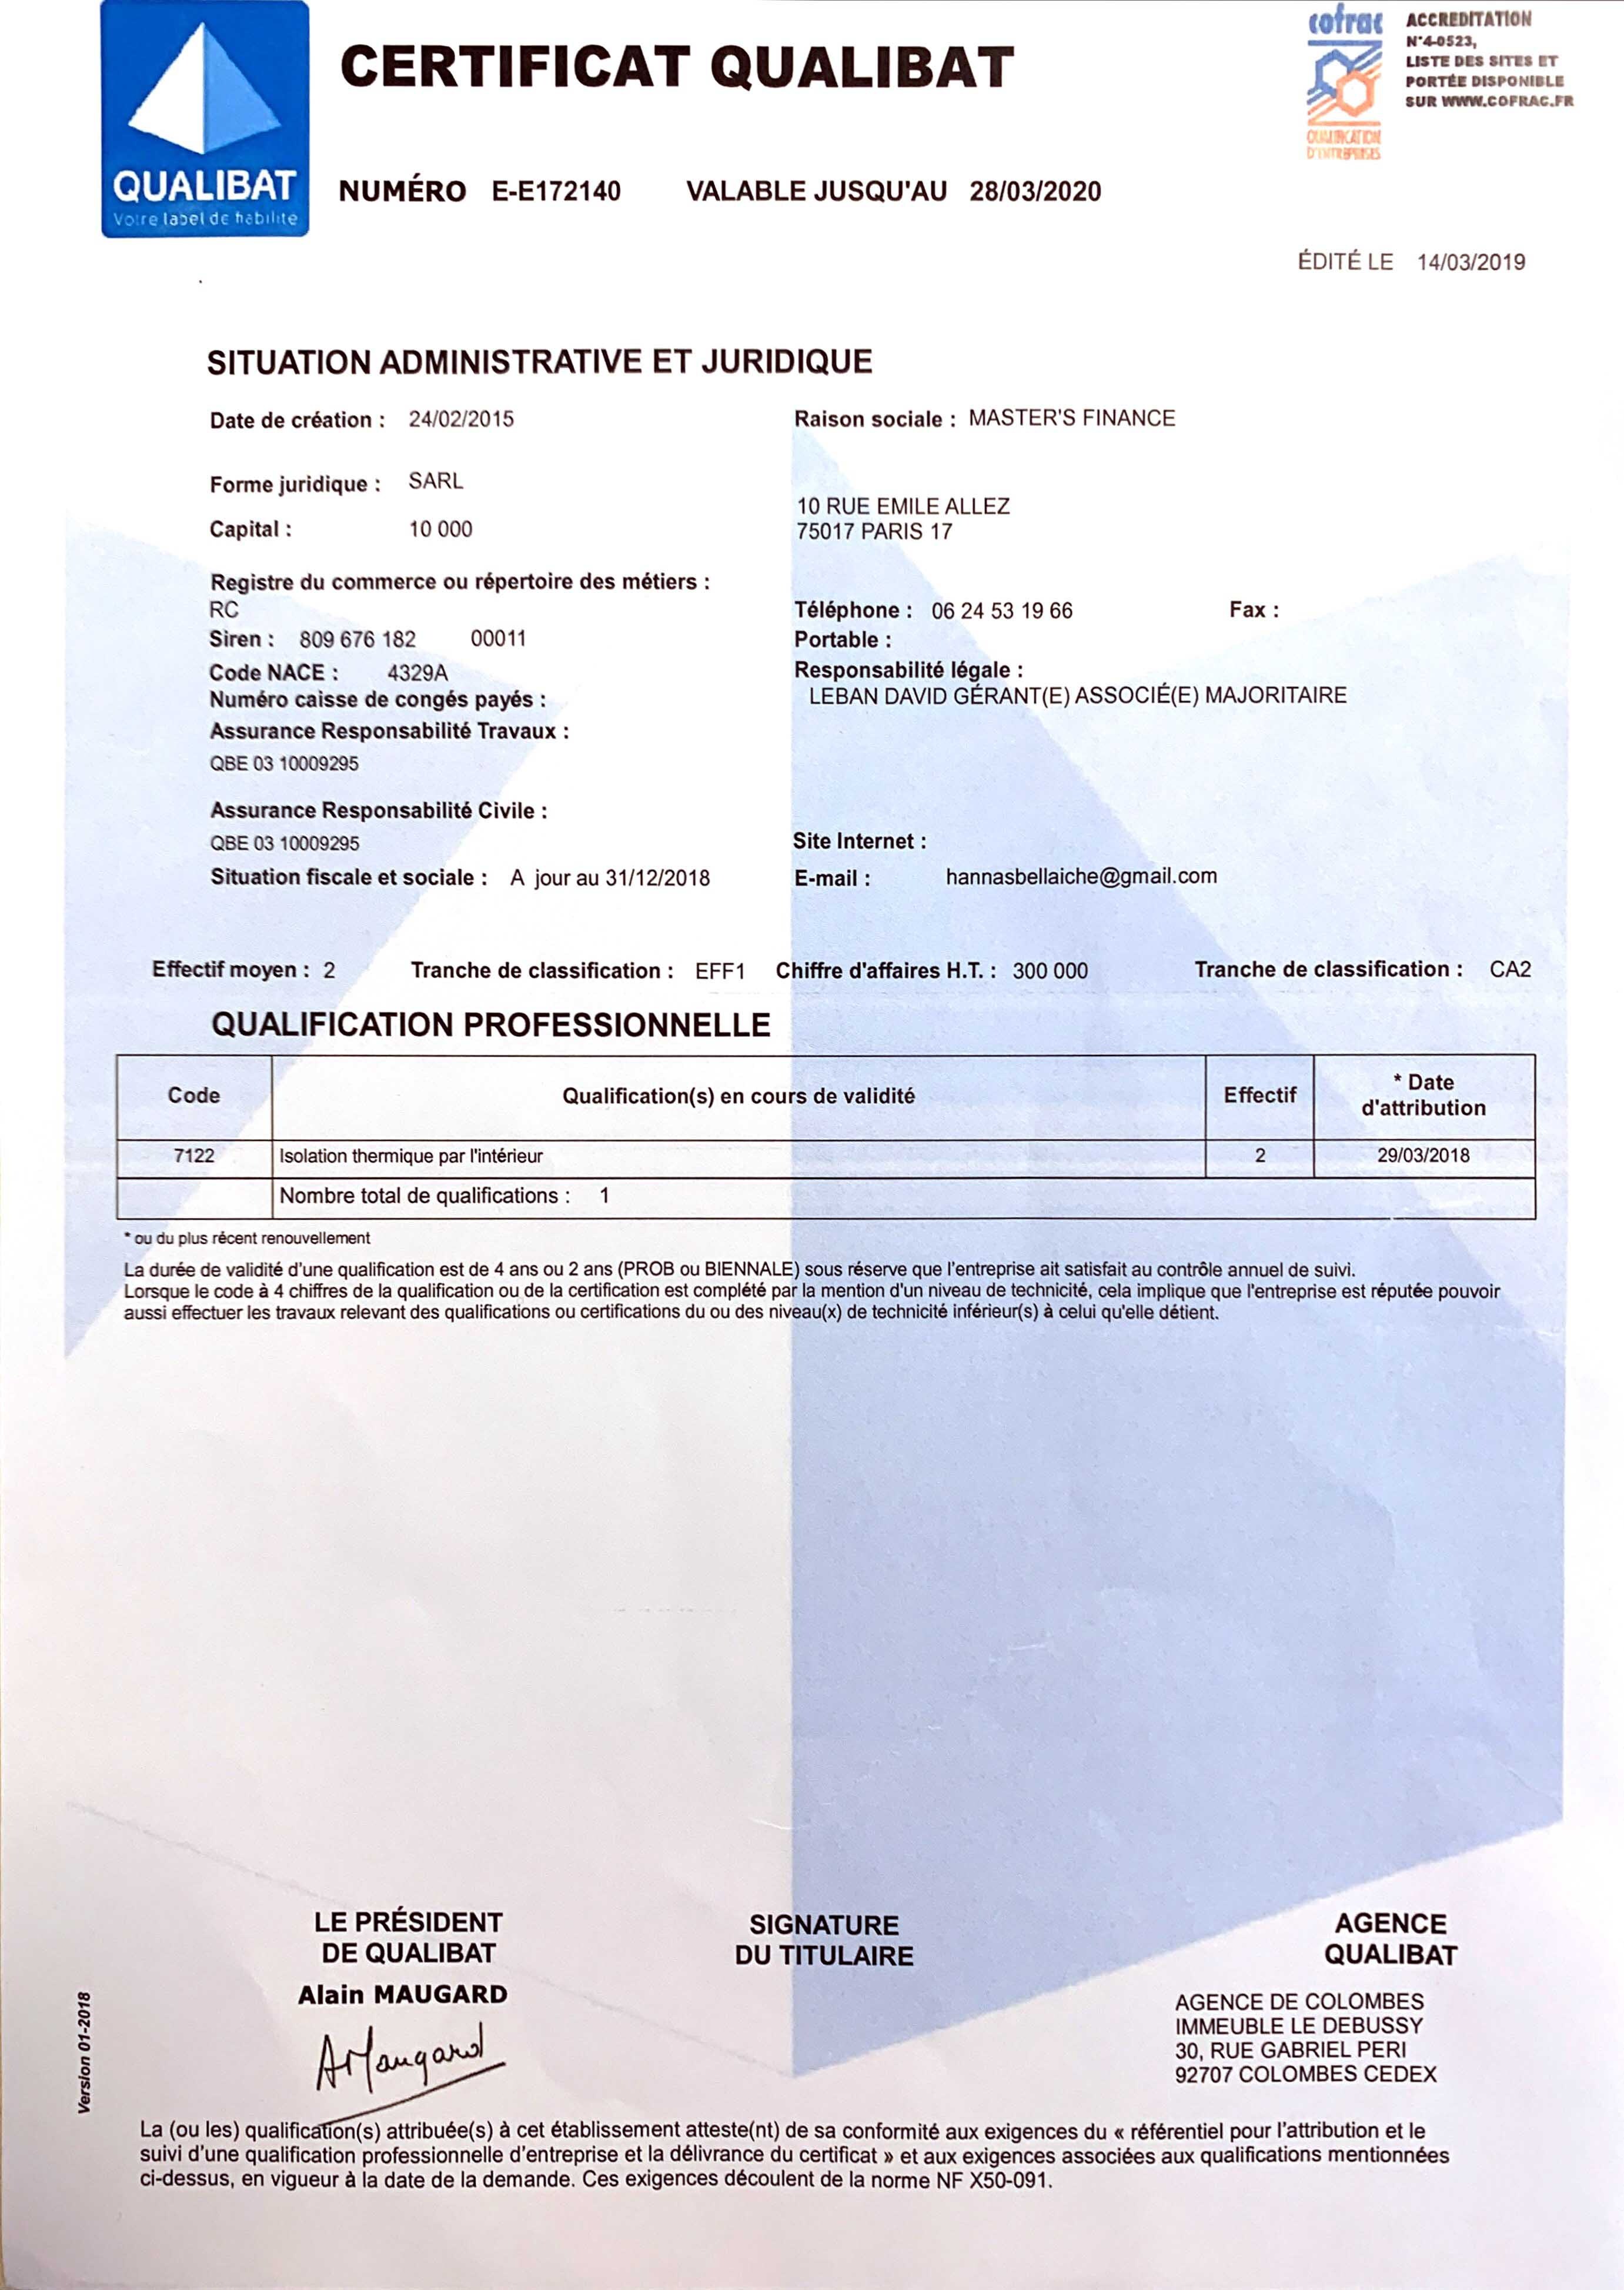 QUALIBAT
Votre label de fiabilité
CERTIFICAT QUALIBAT
NUMÉRO E-E172140 VALABLE JUSQU'AU 28/03/2020
cofrac
QUALIFICATION
D'ENTREPRISES
ACCREDITATION
N°4-0523,
LISTE DES SITES ET
PORTÉE DISPONIBLE
SUR WWW.COFRAC.FR
ÉDITÉ LE 14/03/2019
SITUATION ADMINISTRATIVE ET JURIDIQUE
Date de création : 24/02/2015
Raison sociale : MASTER'S FINANCE
Forme juridique : SARL
10 RUE EMILE ALLEZ
Capital : 10 000
75017 PARIS 17
Registre du commerce ou répertoire des métiers :
RC
Téléphone : 06 24 53 19 66 Fax :
Siren : 809 676 182 00011
Portable :
Code NACE : 4329A
Responsabilité légale :
Numéro caisse de congés payés :
LEBAN DAVID GÉRANT(E) ASSOCIÉ(E) MAJORITAIRE
Assurance Responsabilité Travaux :
QBE 03 10009295
Assurance Responsabilité Civile :
QBE 03 10009295
Site Internet :
Situation fiscale et sociale : A jour au 31/12/2018
E-mail : hannasbellaiche@gmail.com
Effectif moyen : 2 Tranche de classification : EFF1 Chiffre d'affaires H.T. : 300 000 Tranche de classification : CA2
QUALIFICATION PROFESSIONNELLE
Code Qualification(s) en cours de validité Effectif * Date
d'attribution
7122 Isolation thermique par l'intérieur 2 29/03/2018
Nombre total de qualifications : 1
* ou du plus récent renouvellement
La durée de validité d'une qualification est de 4 ans ou 2 ans (PROB ou BIENNALE) sous réserve que l'entreprise ait satisfait au contrôle annuel de suivi.
Lorsque le code à 4 chiffres de la qualification ou de la certification est complété par la mention d'un niveau de technicité, cela implique que l'entreprise est réputée pouvoir
aussi effectuer les travaux relevant des qualifications ou certifications du ou des niveau(x) de technicité inférieur(s) à celui qu'elle détient.
LE PRÉSIDENT
DE QUALIBAT
Alain MAUGARD
AMaugard
SIGNATURE
DU TITULAIRE
AGENCE
QUALIBAT
AGENCE DE COLOMBES
IMMEUBLE LE DEBUSSY
30, RUE GABRIEL PERI
92707 COLOMBES CEDEX
Version 01-2018
La (ou les) qualification(s) attribuée(s) à cet établissement atteste(nt) de sa conformité aux exigences du « référentiel pour l'attribution et le
suivi d'une qualification professionnelle d'entreprise et la délivrance du certificat » et aux exigences associées aux qualifications mentionnées
ci-dessus, en vigueur à la date de la demande. Ces exigences découlent de la norme NF X50-091.